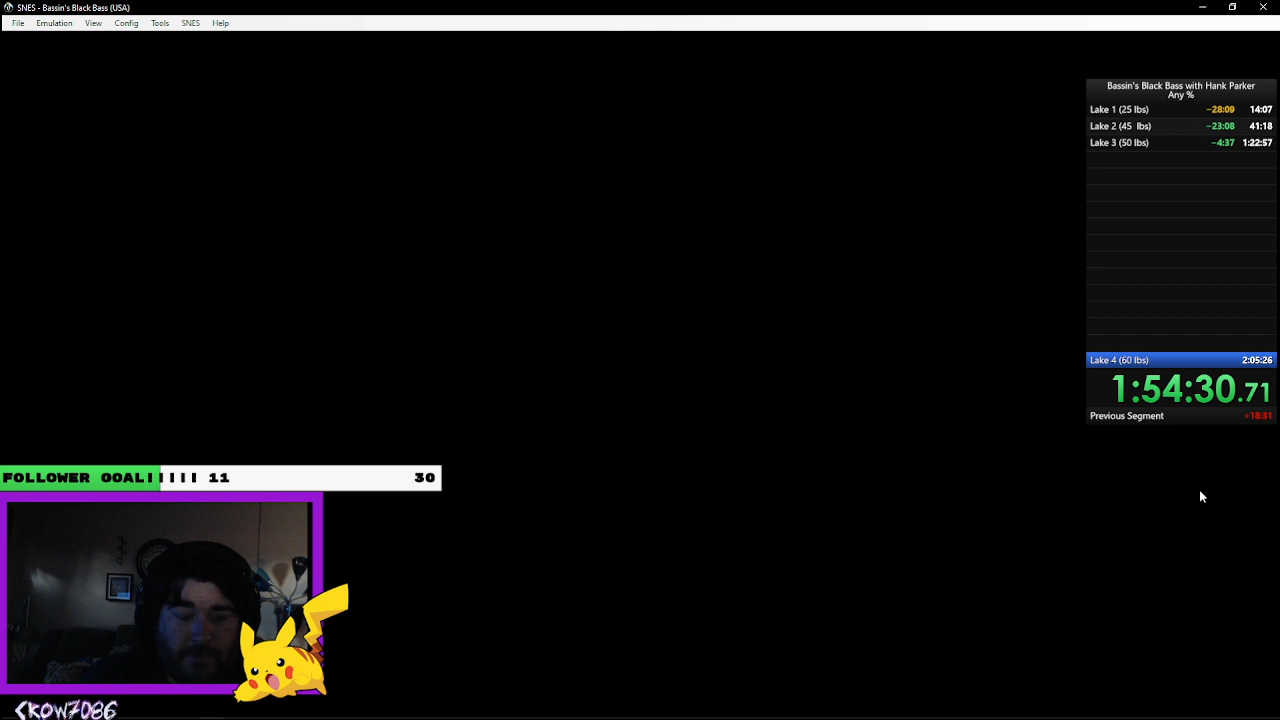 SNES - Bassin's Black Bass (USA)
File Emulation View Config Tools SNES Help
Bassin's Black Bass with Hank Parker
Any %
Lake 1 (25 lbs) −28:09 14:07
Lake 2 (45 lbs) −23:08 41:18
Lake 3 (50 lbs) −4:37 1:22:57
Lake 4 (60 lbs) 2:05:26
1:54:30.71
Previous Segment +18:31
FOLLOWER GOAL!!!!!! 11 30
CKOW7086